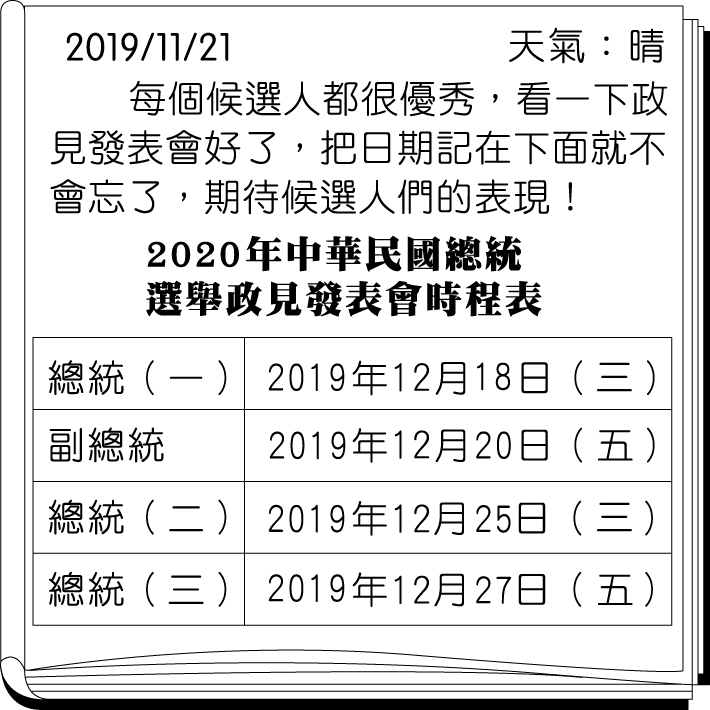 2019/11/21 天氣：晴
每個候選人都很優秀，看一下政
見發表會好了，把日期記在下面就不
會忘了，期待候選人們的表現！
2020年中華民國總統
選舉政見發表會時程表
總統（一） 2019年12月18日（三）
副總統 2019年12月20日（五）
總統（二） 2019年12月25日（三）
總統（三） 2019年12月27日（五）